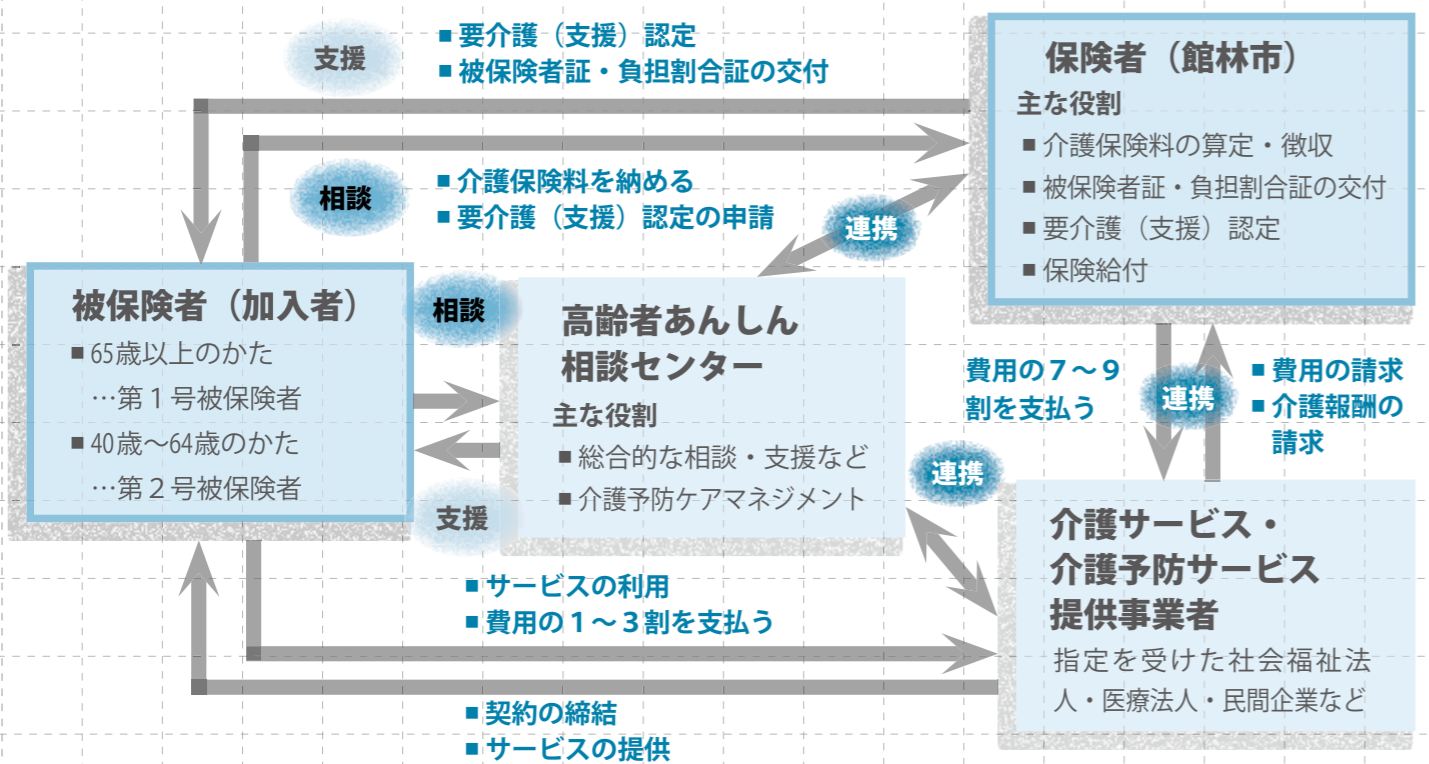 支援
■要介護（支援）認定
■被保険者証・負担割合証の交付
相談
■介護保険料を納める
■要介護（支援）認定の申請
連携
保険者（館林市）
主な役割
■介護保険料の算定・徴収
■被保険者証・負担割合証の交付
■要介護（支援）認定
■保険給付
被保険者（加入者）
■65歳以上のかた
…第１号被保険者
■40歳～64歳のかた
…第２号被保険者
相談
支援
高齢者あんしん
相談センター
主な役割
■総合的な相談・支援など
■介護予防ケアマネジメント
費用の７～９
割を支払う
連携
■費用の請求
■介護報酬の
請求
連携
介護サービス・
介護予防サービス
提供事業者
指定を受けた社会福祉法
人・医療法人・民間企業など
■サービスの利用
■費用の１～３割を支払う
■契約の締結
■サービスの提供